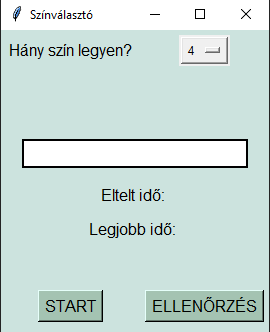 Színválasztó
Hány szín legyen? 4
Eltelt idő:
Legjobb idő:
START ELLENŐRZÉS